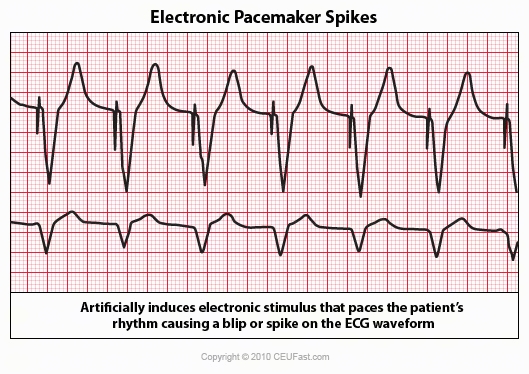 Electronic Pacemaker Spikes
Artificially induces electronic stimulus that paces the patient's
rhythm causing a blip or spike on the ECG waveform
Copyright © 2010 CEUFast.com